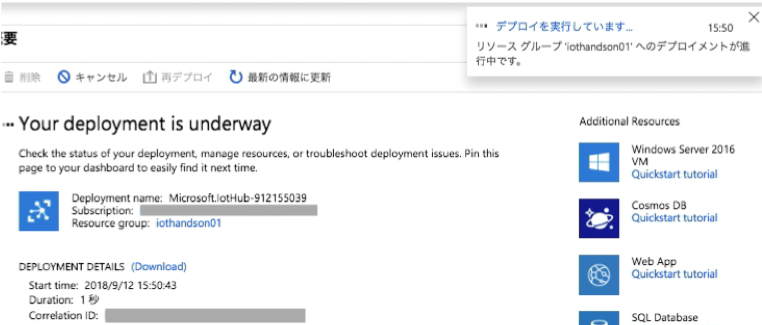 デプロイを実行しています... 15:50
リソース グループ 'iothandson01' へのデプロイメントが進
行中です。
要
削除 キャンセル 再デプロイ 最新の情報に更新
Your deployment is underway
Check the status of your deployment, manage resources, or troubleshoot deployment issues. Pin this
page to your dashboard to easily find it next time.
Deployment name: Microsoft.IotHub-912155039
Subscription:
Resource group: iothandson01
DEPLOYMENT DETAILS (Download)
Start time: 2018/9/12 15:50:43
Duration: 1 秒
Correlation ID:
Additional Resources
Windows Server 2016
VM
Quickstart tutorial
Cosmos DB
Quickstart tutorial
Web App
Quickstart tutorial
SQL Database